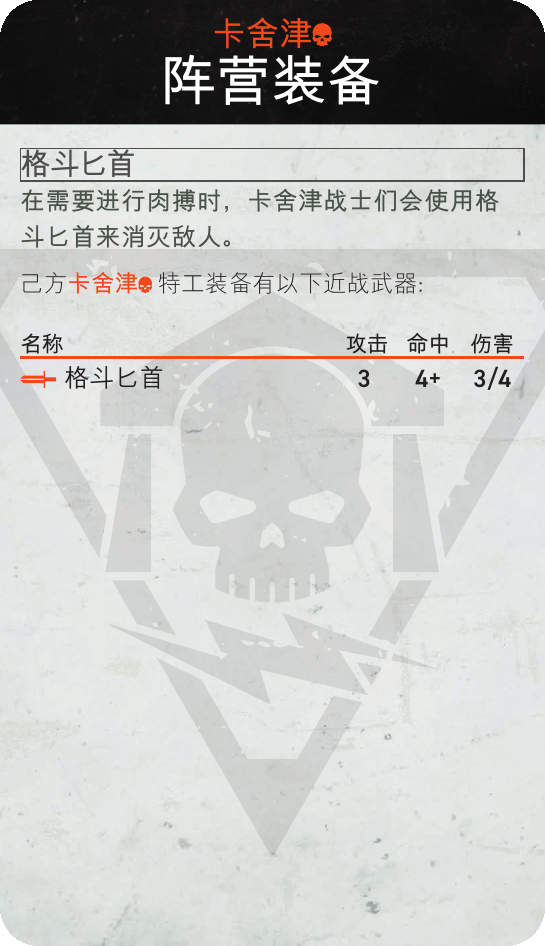 卡舍津
阵营装备
格斗匕首
在需要进行肉搏时，卡舍津战士们会使用格
斗匕首来消灭敌人。
己方卡舍津特工装备有以下近战武器:
名称 攻击 命中 伤害
格斗匕首 3 4+ 3/4